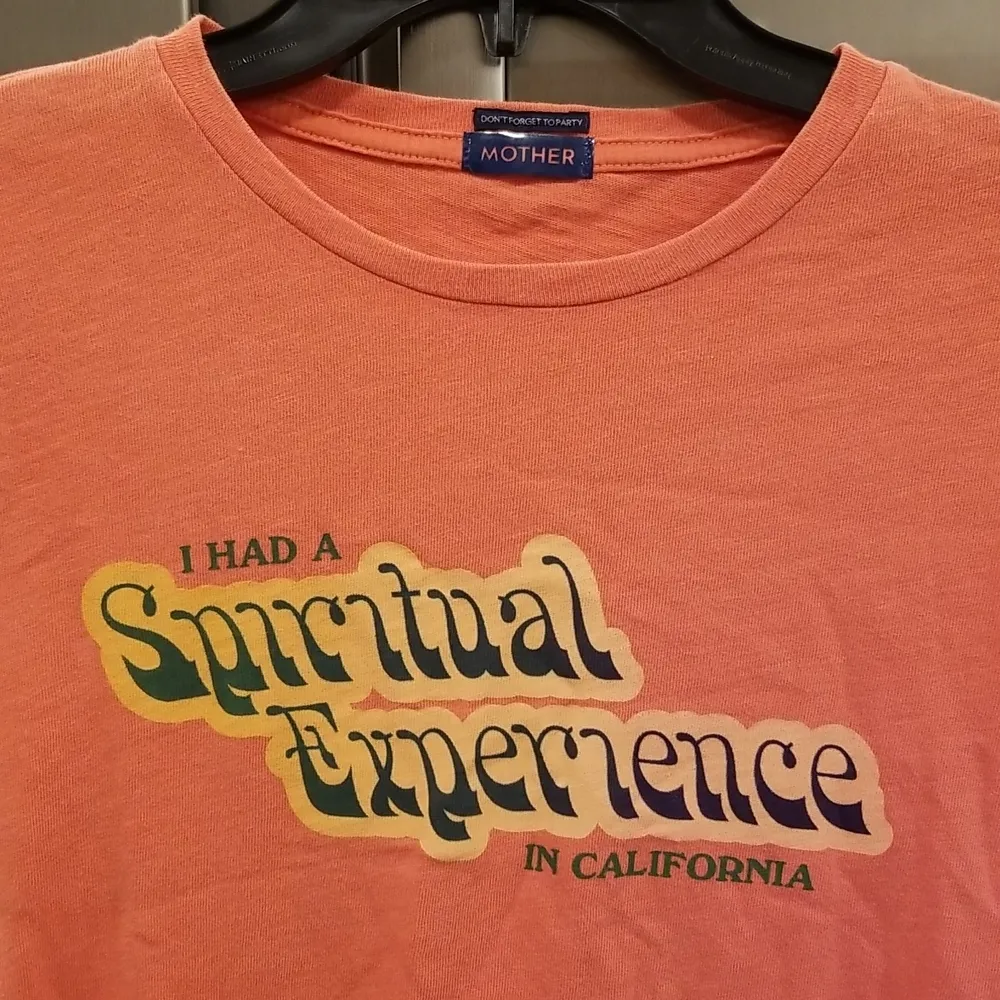 DON'T FORGET TO PARTY
MOTHER
I HAD A
Spiritual
Experience
IN CALIFORNIA